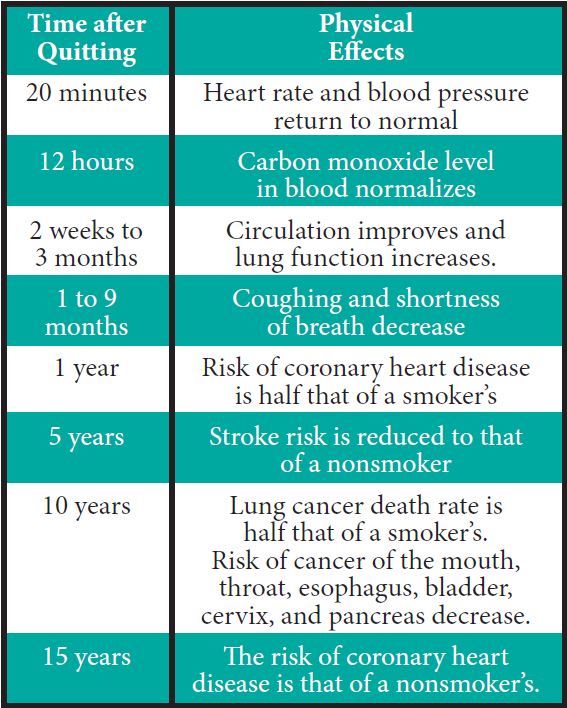 Time after
Quitting
Physical
Effects
20 minutes
Heart rate and blood pressure
return to normal
12 hours
Carbon monoxide level
in blood normalizes
2 weeks to
3 months
Circulation improves and
lung function increases.
1 to 9
months
Coughing and shortness
of breath decrease
1 year
Risk of coronary heart disease
is half that of a smoker’s
5 years
Stroke risk is reduced to that
of a nonsmoker
10 years
Lung cancer death rate is
half that of a smoker’s.
Risk of cancer of the mouth,
throat, esophagus, bladder,
cervix, and pancreas decrease.
15 years
The risk of coronary heart
disease is that of a nonsmoker’s.